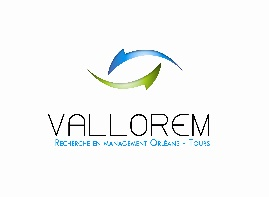 VALLOREM
RECHERCHE EN MANAGEMENT ORLÉANS - TOURS